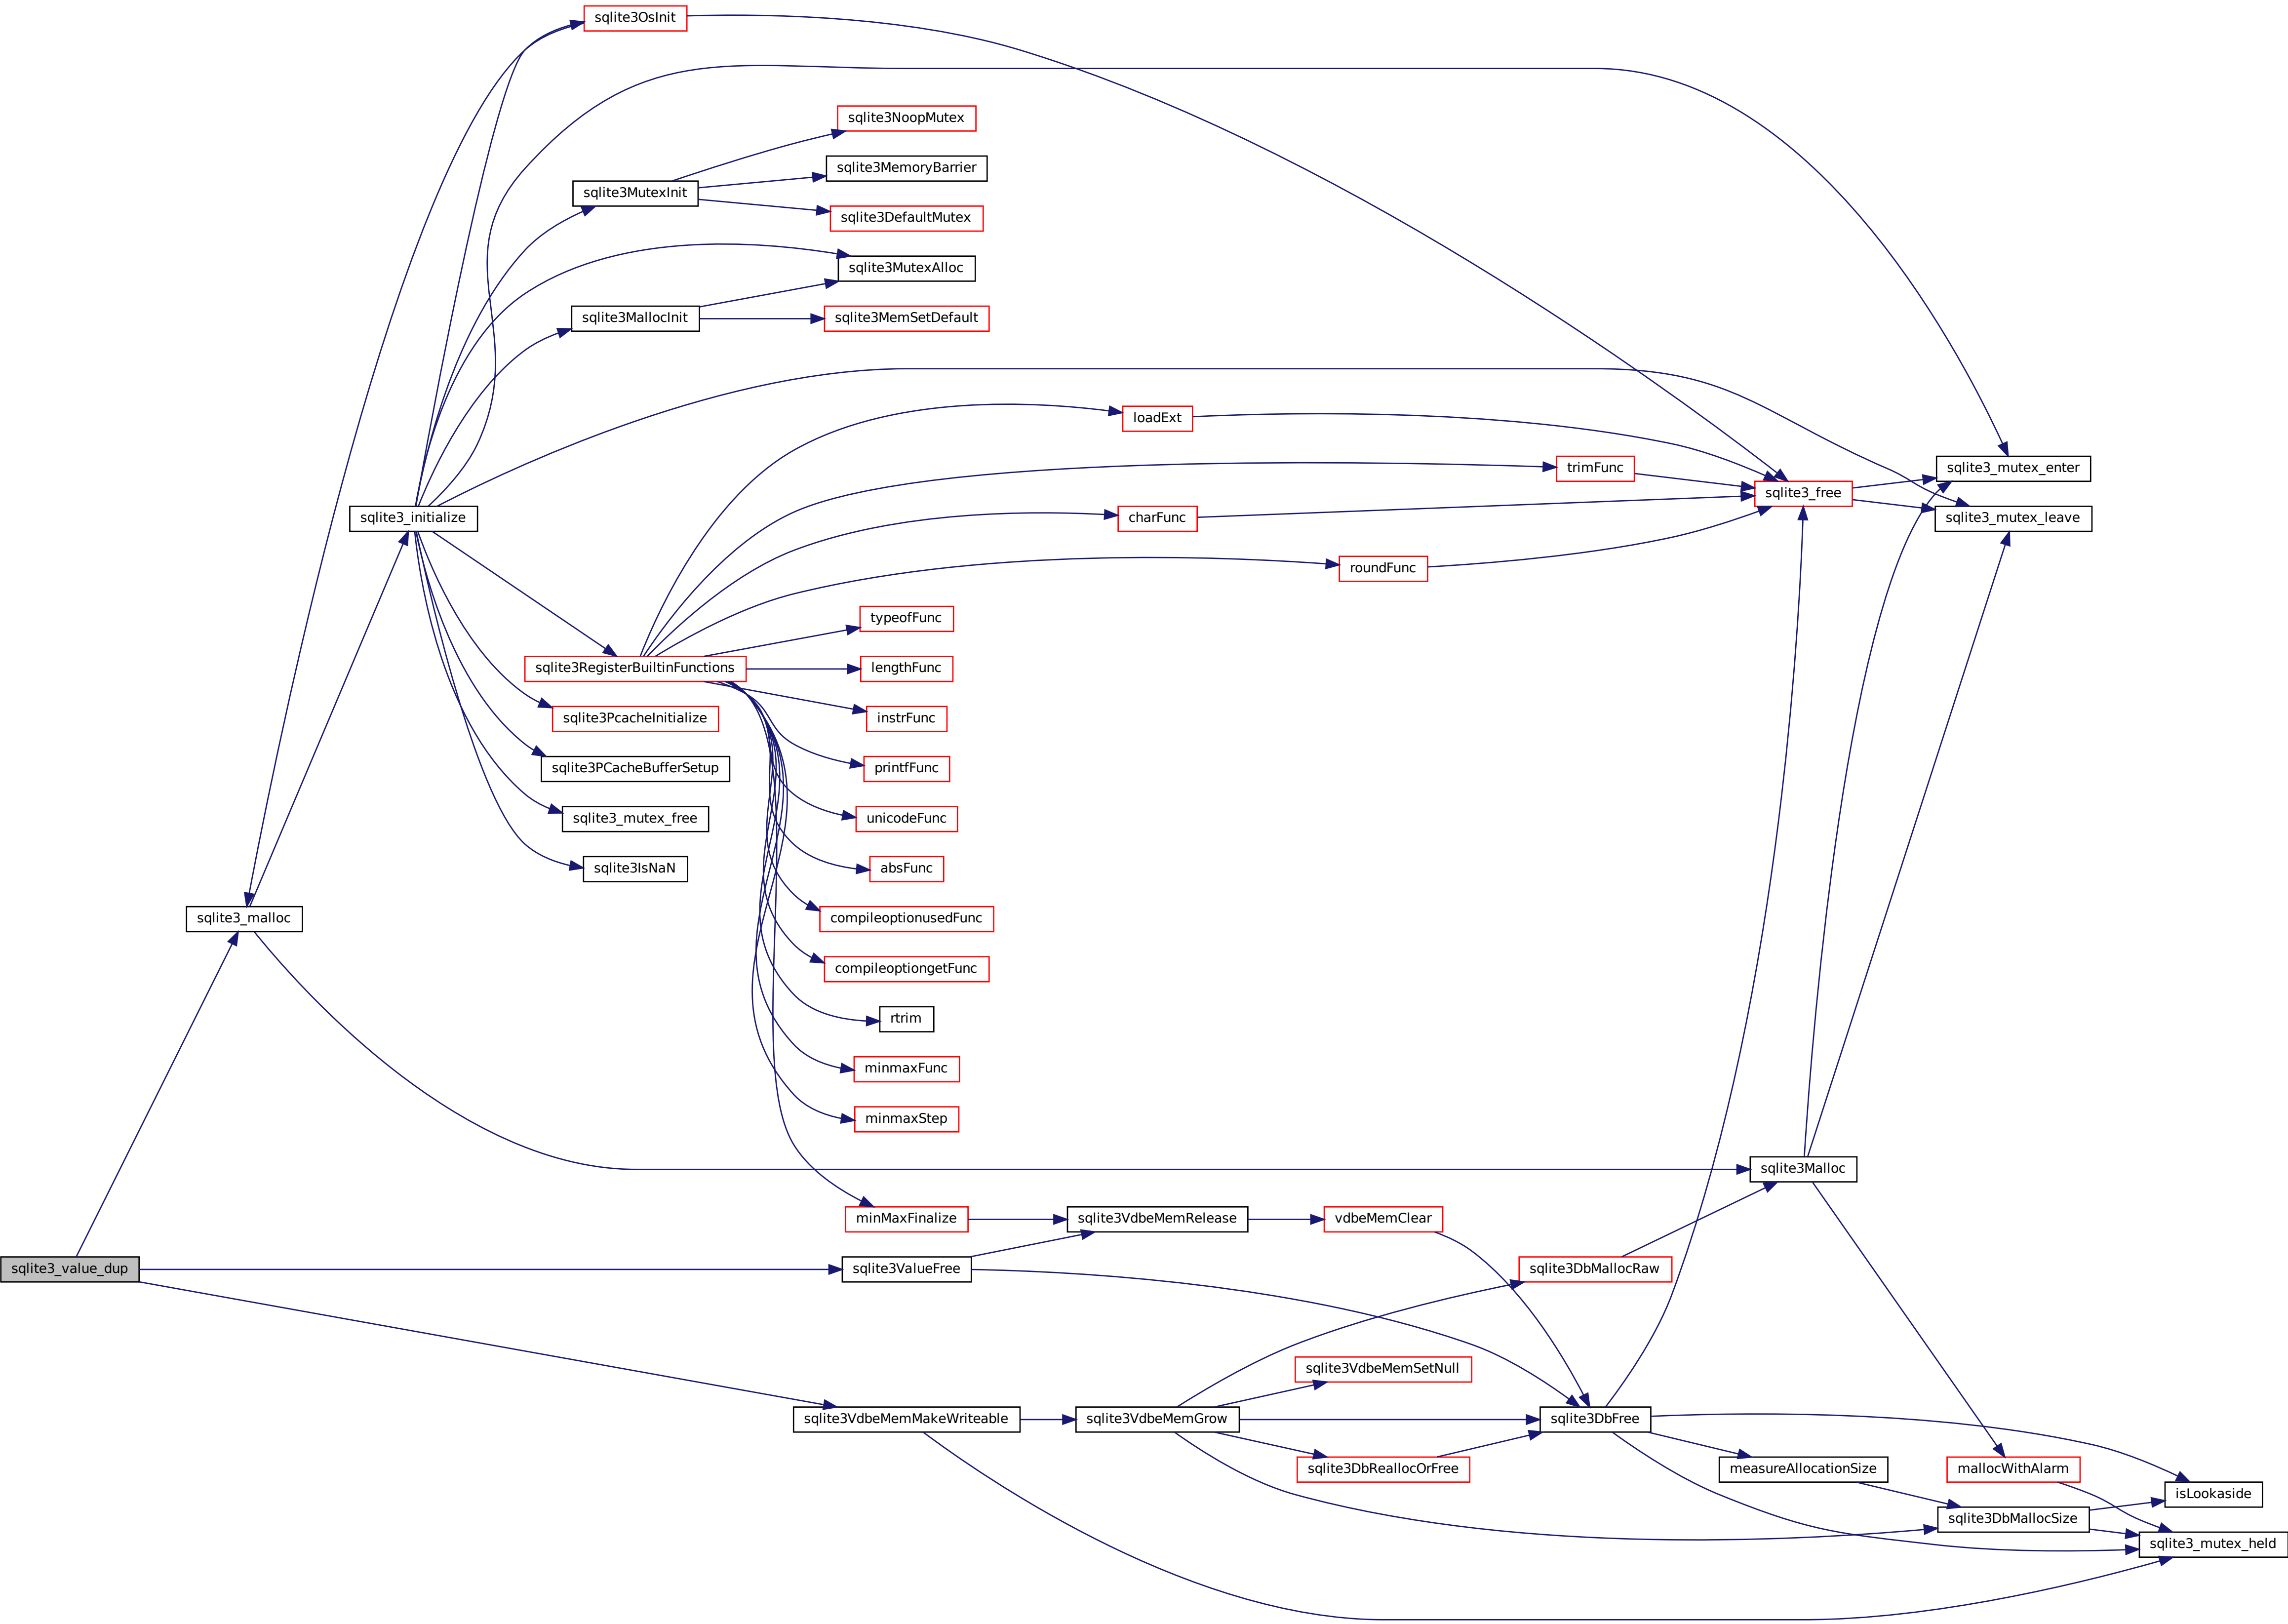 sqlite3OsInit
sqlite3NoopMutex
sqlite3MemoryBarrier
sqlite3MutexInit
sqlite3DefaultMutex
sqlite3MutexAlloc
sqlite3MallocInit
sqlite3MemSetDefault
loadExt
trimFunc
sqlite3_mutex_enter
sqlite3_free
sqlite3_initialize
charFunc
sqlite3_mutex_leave
roundFunc
typeofFunc
sqlite3RegisterBuiltinFunctions
lengthFunc
sqlite3PcacheInitialize
instrFunc
sqlite3PCacheBufferSetup
printfFunc
sqlite3_mutex_free
unicodeFunc
sqlite3IsNaN
absFunc
sqlite3_malloc
compileoptionusedFunc
compileoptiongetFunc
rtrim
minmaxFunc
minmaxStep
sqlite3Malloc
minMaxFinalize
sqlite3VdbeMemRelease
vdbeMemClear
sqlite3_value_dup
sqlite3ValueFree
sqlite3DbMallocRaw
sqlite3VdbeMemSetNull
sqlite3VdbeMemMakeWriteable
sqlite3VdbeMemGrow
sqlite3DbFree
sqlite3DbReallocOrFree
measureAllocationSize
mallocWithAlarm
isLookaside
sqlite3DbMallocSize
sqlite3_mutex_held